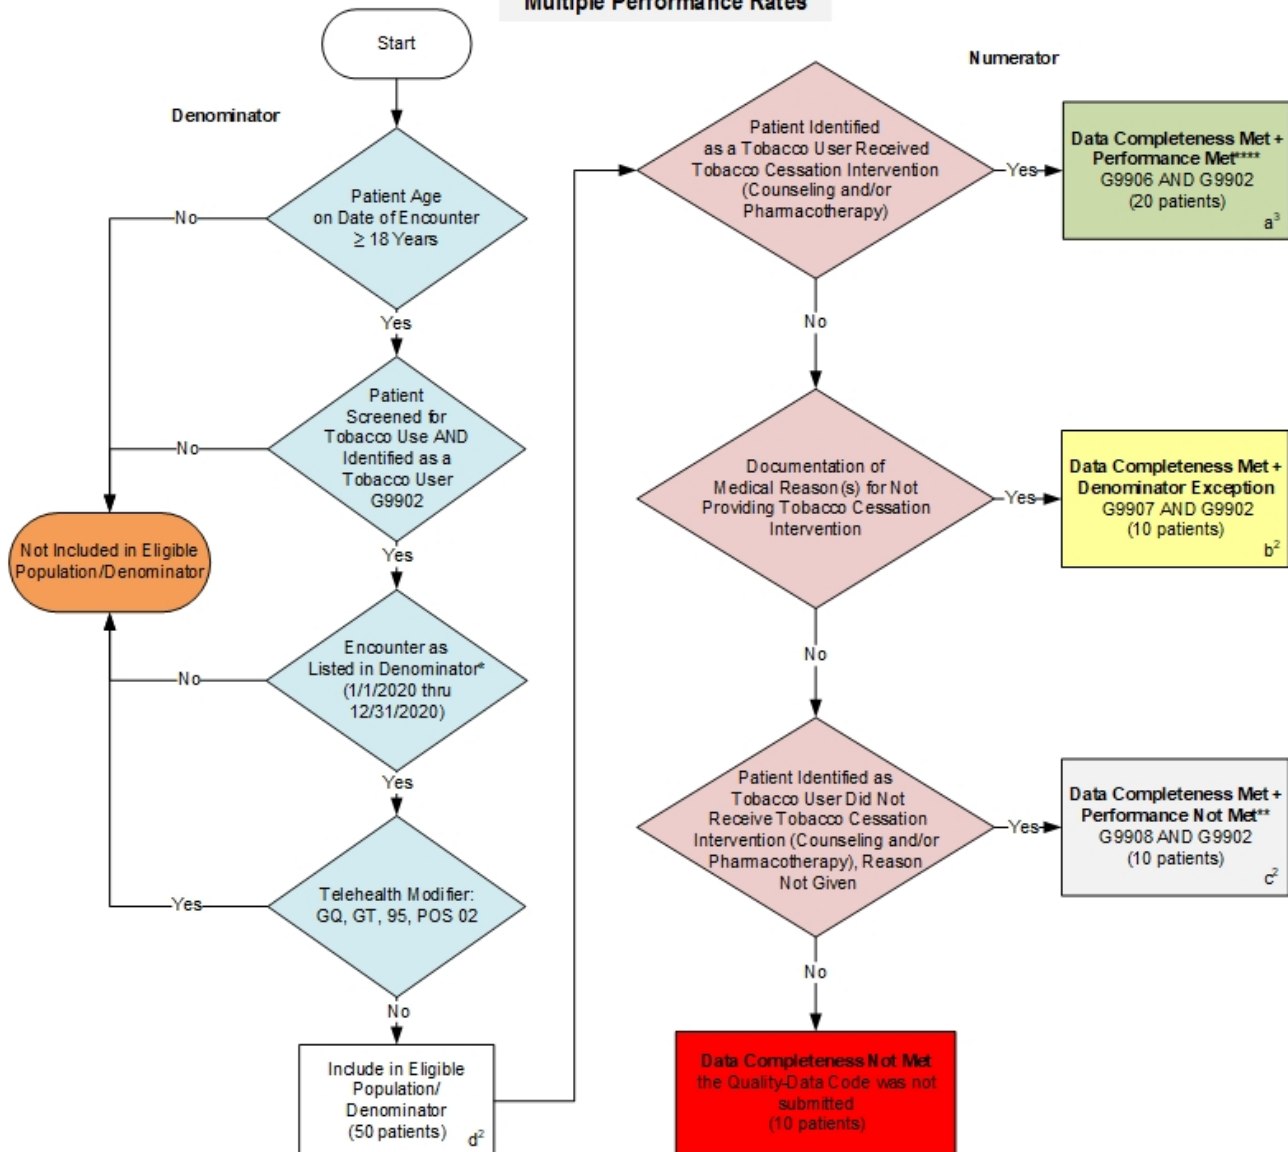 Multiple Performance Rates
Start
Denominator
Patient Age
on Date of Encounter
≥ 18 Years
No
Yes
Patient
Screened for
Tobacco Use AND
Identified as a
Tobacco User
G9902
No
Yes
Not Included in Eligible
Population/Denominator
Encounter as
Listed in Denominator*
(1/1/2020 thru
12/31/2020)
No
Yes
Telehealth Modifier:
GQ, GT, 95, POS 02
Yes
No
Include in Eligible
Population/
Denominator
(50 patients)
d²
Numerator
Patient Identified
as a Tobacco User Received
Tobacco Cessation Intervention
(Counseling and/or
Pharmacotherapy)
Yes
Data Completeness Met +
Performance Met****
G9906 AND G9902
(20 patients)
a³
No
Documentation of
Medical Reason(s) for Not
Providing Tobacco Cessation
Intervention
Yes
Data Completeness Met +
Denominator Exception
G9907 AND G9902
(10 patients)
b²
No
Patient Identified as
Tobacco User Did Not
Receive Tobacco Cessation
Intervention (Counseling and/or
Pharmacotherapy), Reason
Not Given
Yes
Data Completeness Met +
Performance Not Met**
G9908 AND G9902
(10 patients)
c²
No
Data Completeness Not Met
the Quality-Data Code was not
submitted
(10 patients)